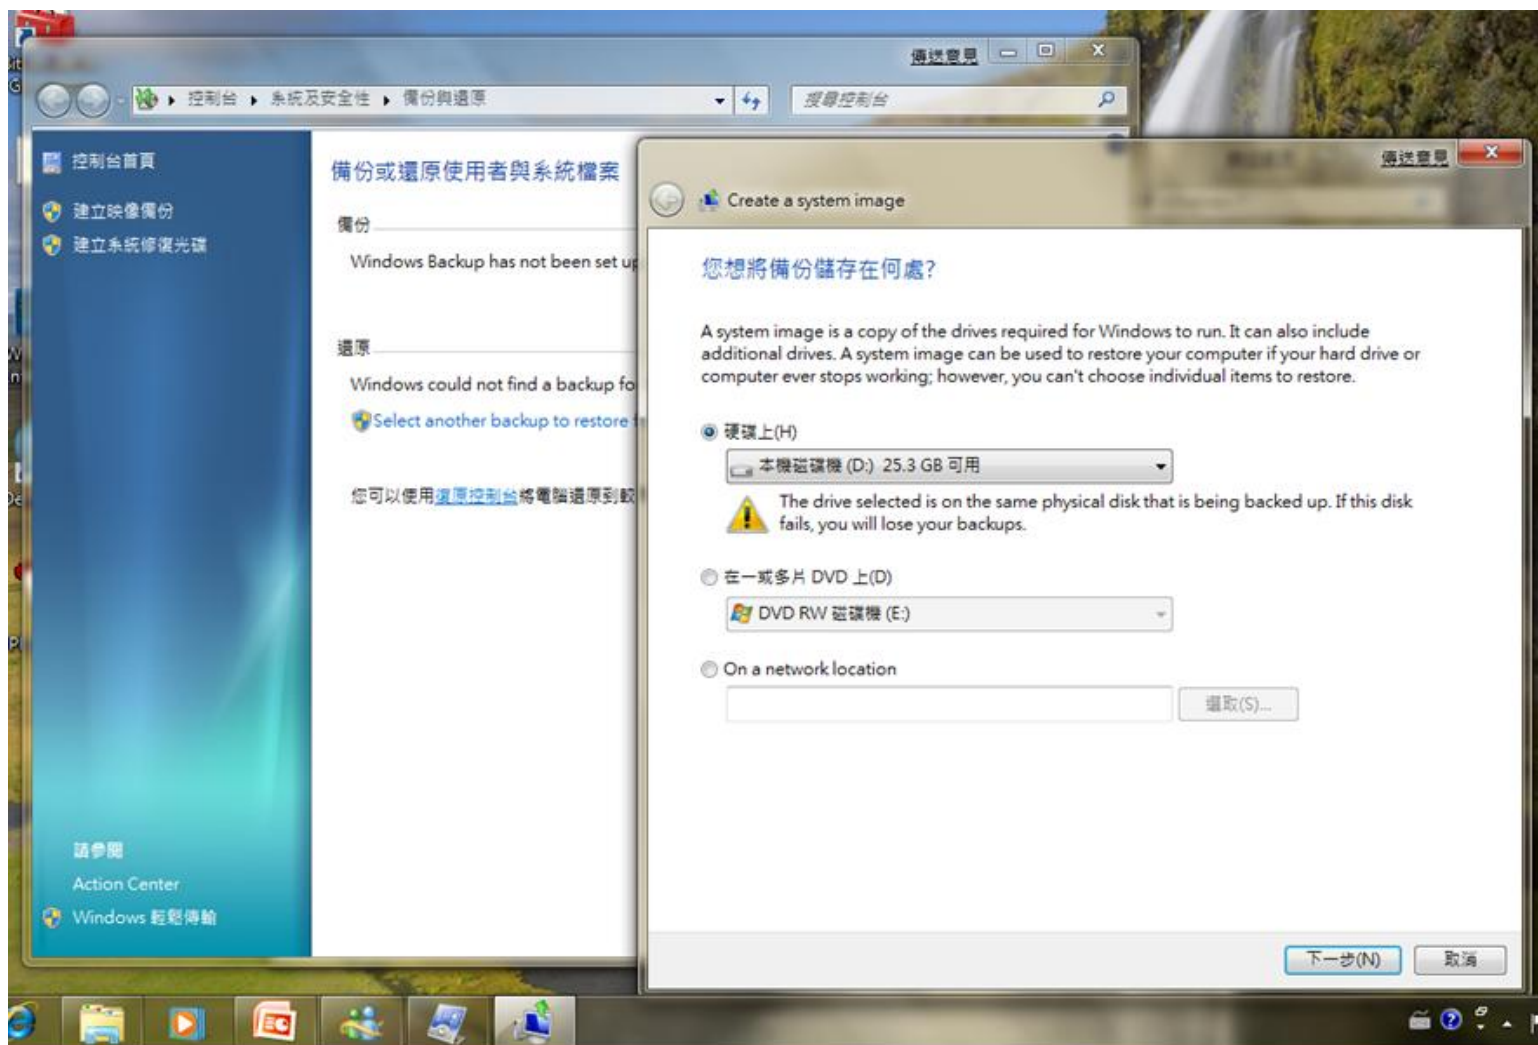 傳送意見
控制台 ▸ 系統及安全性 ▸ 備份與還原
搜尋控制台
控制台首頁
建立映像備份
建立系統修復光碟
請參閱
Action Center
Windows 輕鬆傳輸
備份或還原使用者與系統檔案
備份
Windows Backup has not been set up
還原
Windows could not find a backup fo
Select another backup to restore
您可以使用復原控制台將電腦還原到較
傳送意見
Create a system image
您想將備份儲存在何處?
A system image is a copy of the drives required for Windows to run. It can also include
additional drives. A system image can be used to restore your computer if your hard drive or
computer ever stops working; however, you can't choose individual items to restore.
硬碟上(H)
本機磁碟機 (D:) 25.3 GB 可用
The drive selected is on the same physical disk that is being backed up. If this disk
fails, you will lose your backups.
在一或多片 DVD 上(D)
DVD RW 磁碟機 (E:)
On a network location
選取(S)...
下一步(N)
取消